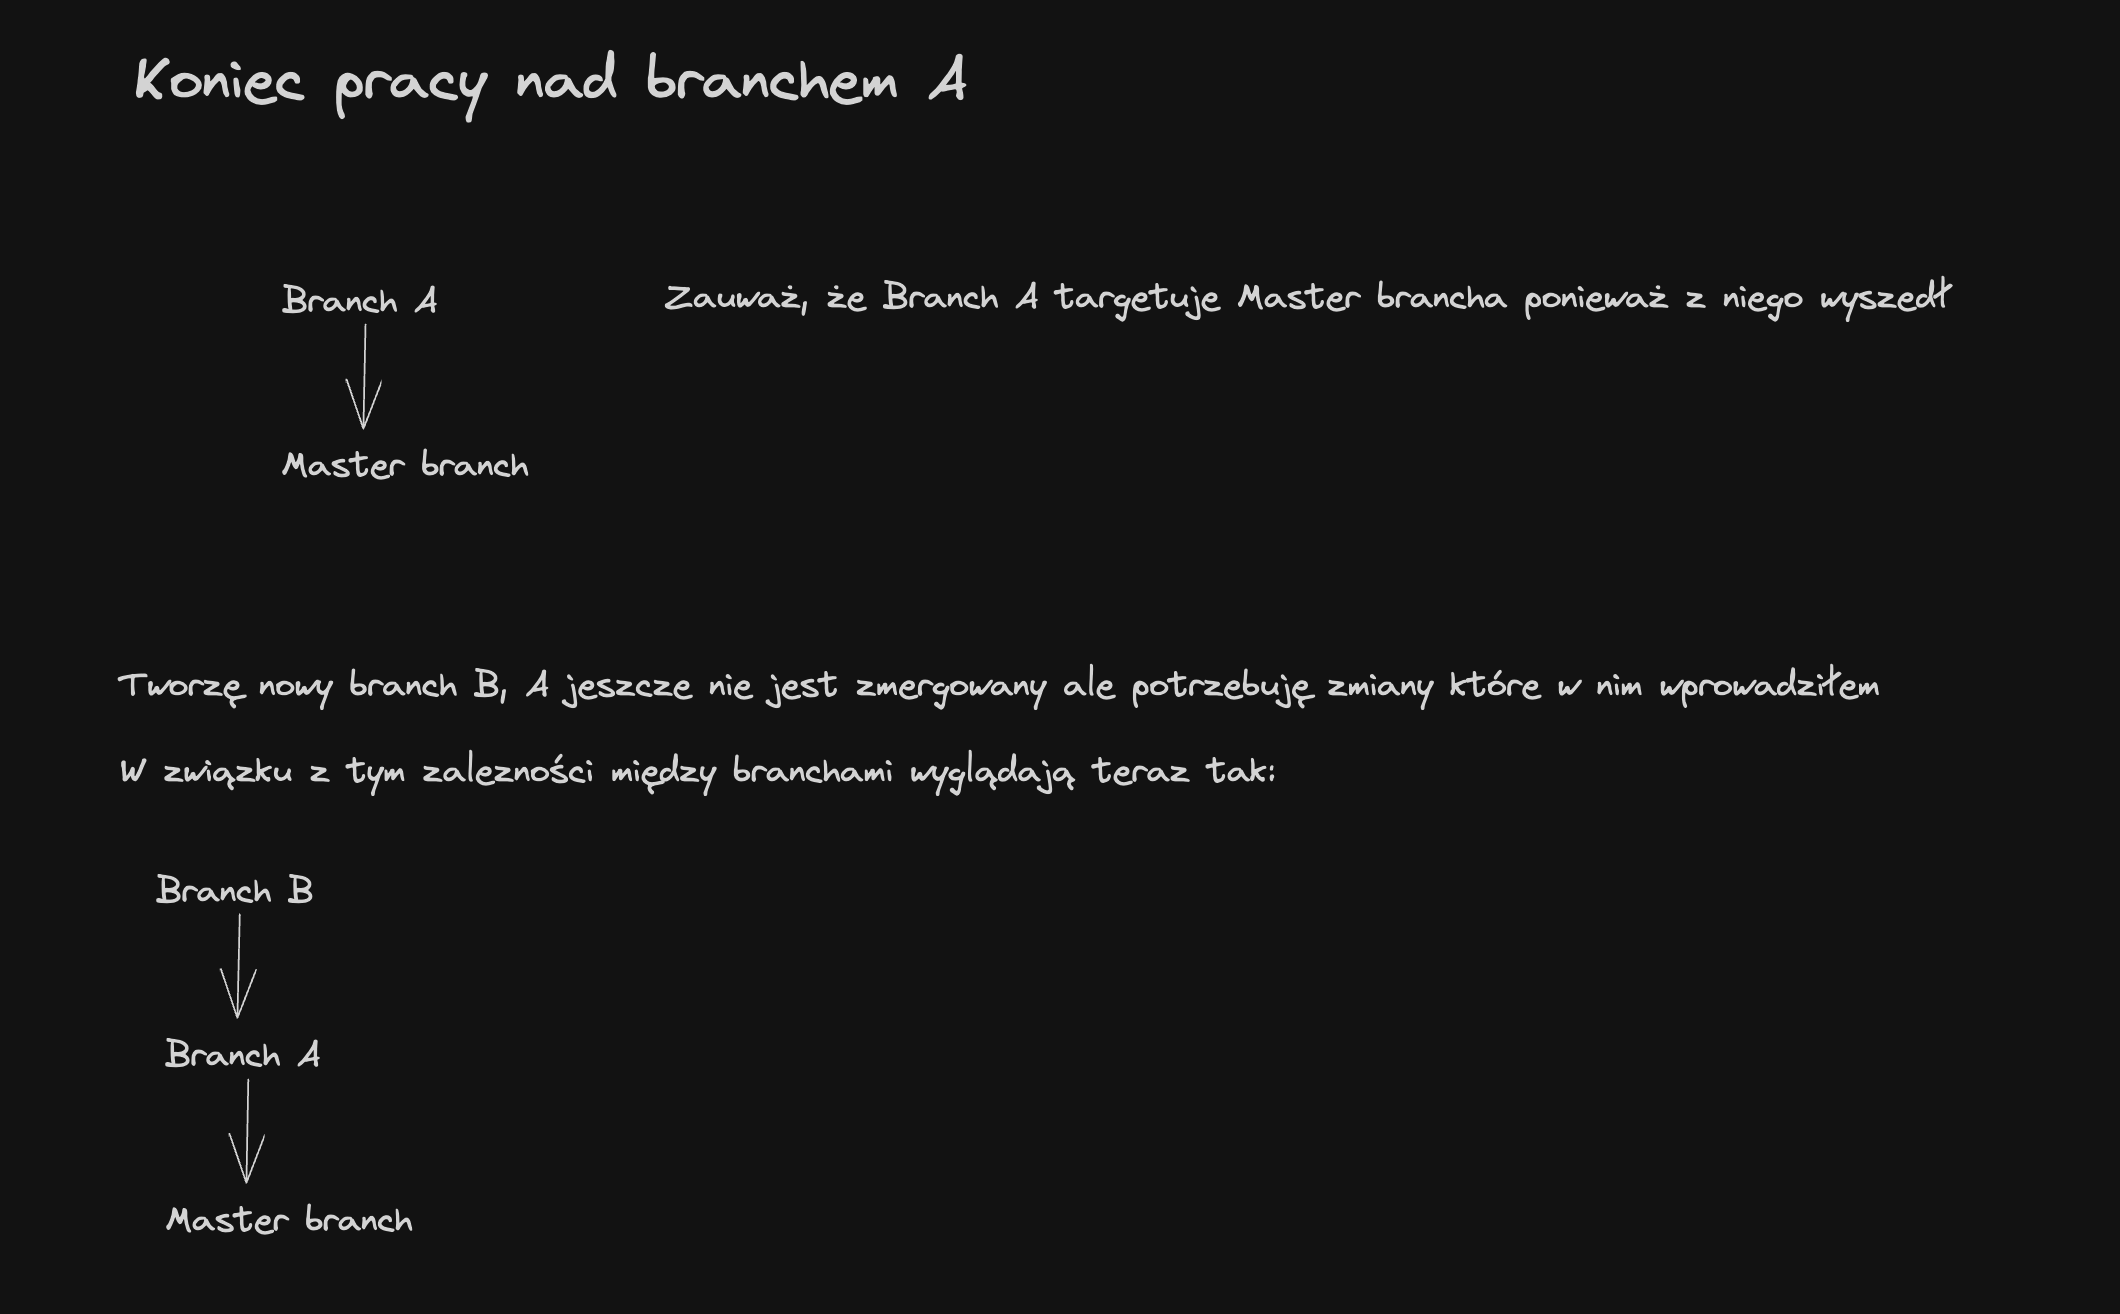 Koniec pracy nad branchem A
Branch A
Zauważ, że Branch A targetuje Master brancha ponieważ z niego wyszedł
Master branch
Tworzę nowy branch B, A jeszcze nie jest zmergowany ale potrzebuję zmiany które w nim wprowadziłem
W związku z tym zalezności między branchami wyglądają teraz tak:
Branch B
Branch A
Master branch